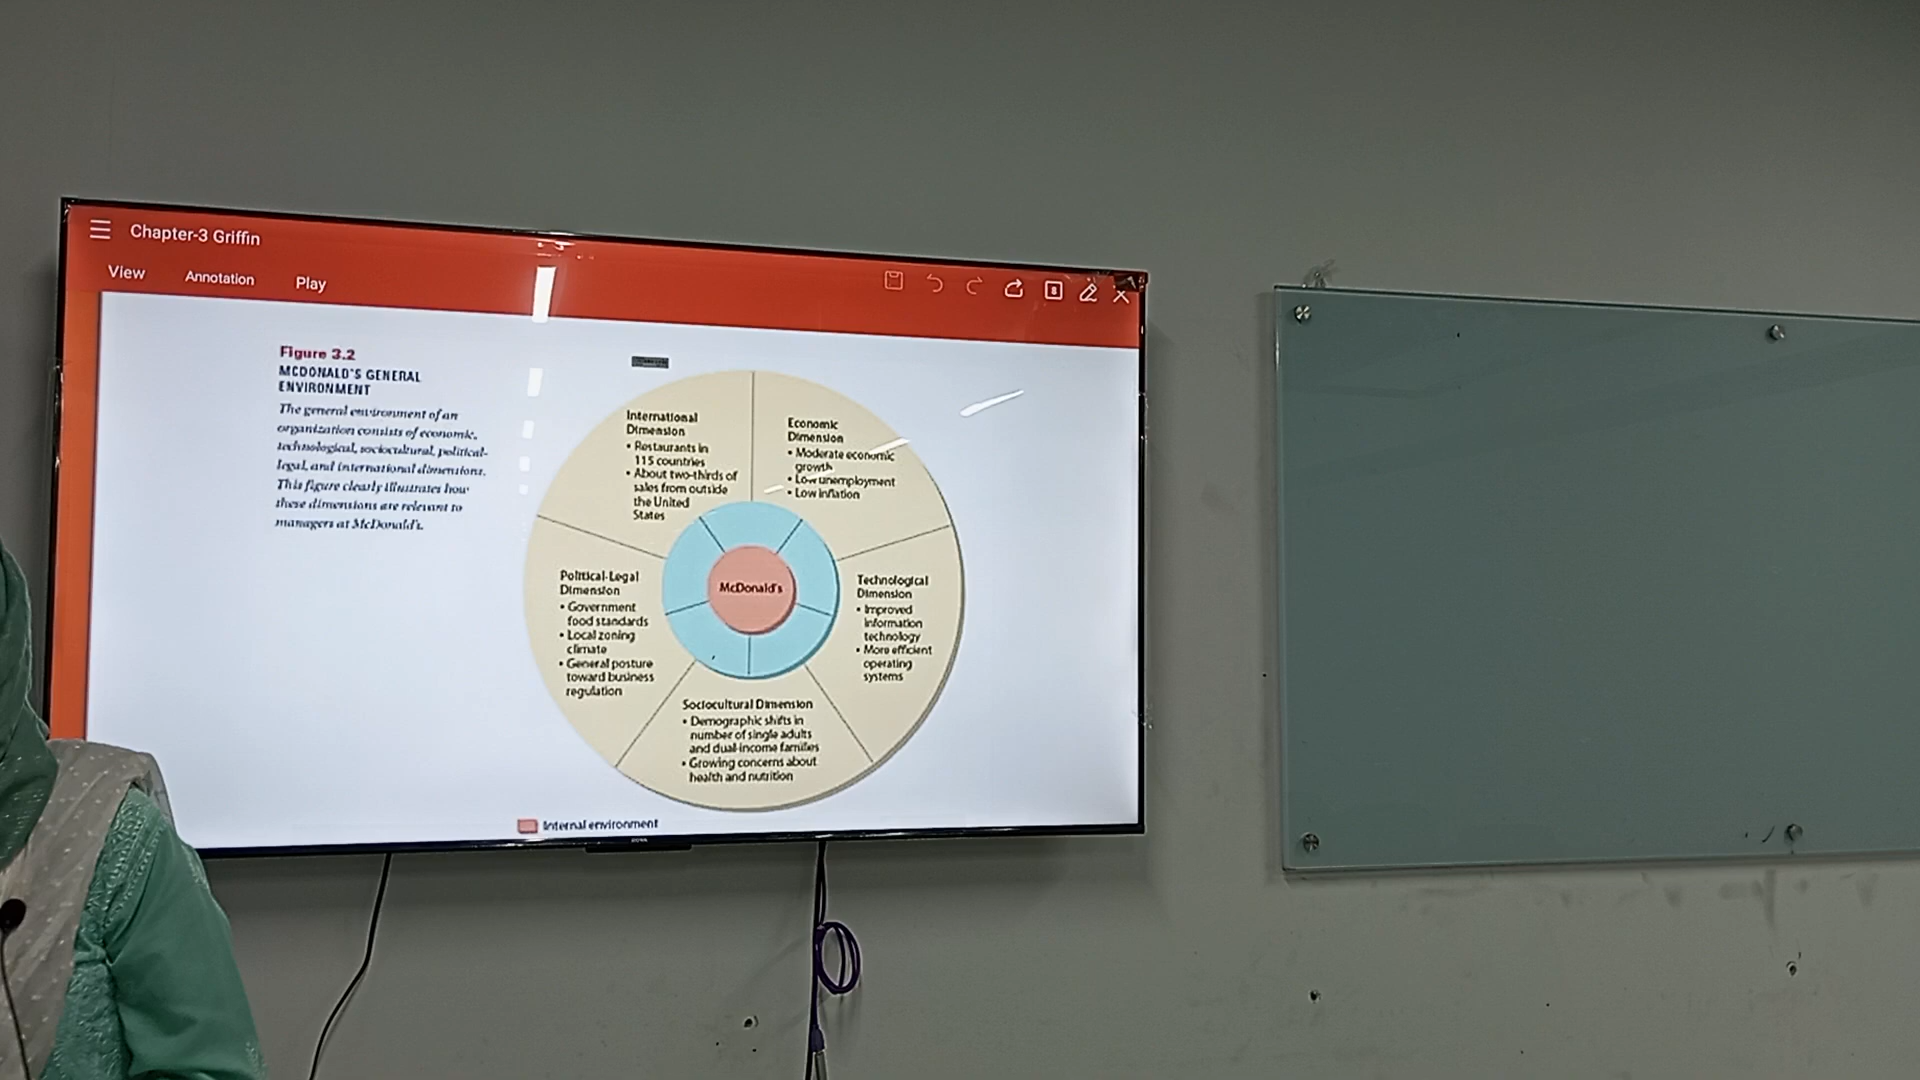 Chapter-3 Griffin
View Annotation Play
8
Figure 3.2
MCDONALD'S GENERAL
ENVIRONMENT
The general environment of an
organization consists of economic,
technological, sociocultural, political-
legal, and international dimensions.
This figure clearly illustrates how
these dimensions are relevant to
managers at McDonald's.
International
Dimension
• Restaurants in
115 countries
• About two-thirds of
sales from outside
the United
States
Economic
Dimension
• Moderate economic
growth
• Low unemployment
• Low inflation
Political-Legal
Dimension
• Government
food standards
• Local zoning
climate
• General posture
toward business
regulation
McDonald's
Technological
Dimension
• Improved
information
technology
• More efficient
operating
systems
Sociocultural Dimension
• Demographic shifts in
number of single adults
and dual-income families
• Growing concerns about
health and nutrition
Internal environment